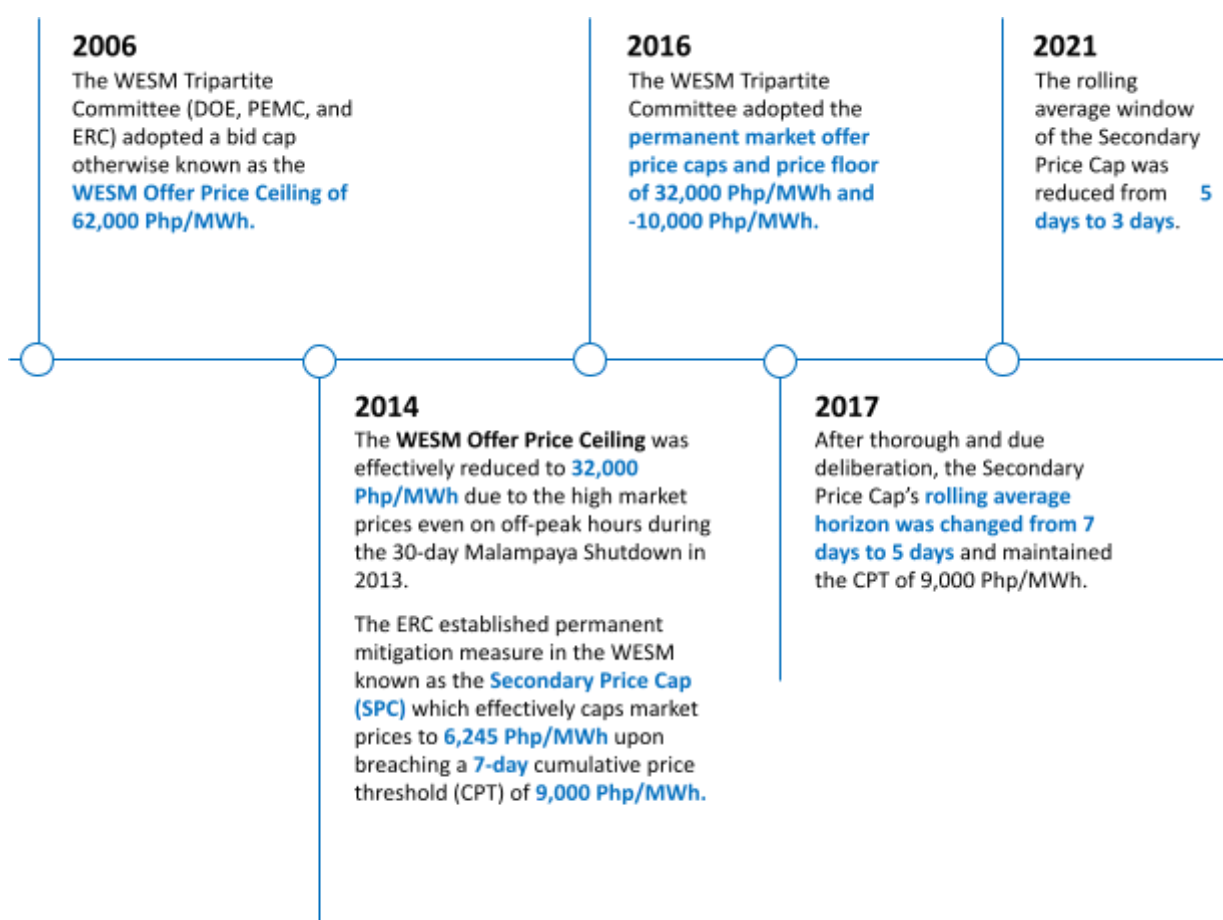 2006
The WESM Tripartite
Committee (DOE, PEMC, and
ERC) adopted a bid cap
otherwise known as the
WESM Offer Price Ceiling of
62,000 Php/MWh.
2014
The WESM Offer Price Ceiling was
effectively reduced to 32,000
Php/MWh due to the high market
prices even on off-peak hours during
the 30-day Malampaya Shutdown in
2013.
The ERC established permanent
mitigation measure in the WESM
known as the Secondary Price Cap
(SPC) which effectively caps market
prices to 6,245 Php/MWh upon
breaching a 7-day cumulative price
threshold (CPT) of 9,000 Php/MWh.
2016
The WESM Tripartite
Committee adopted the
permanent market offer
price caps and price floor
of 32,000 Php/MWh and
-10,000 Php/MWh.
2017
After thorough and due
deliberation, the Secondary
Price Cap's rolling average
horizon was changed from 7
days to 5 days and maintained
the CPT of 9,000 Php/MWh.
2021
The rolling
average window
of the Secondary
Price Cap was
reduced from 5
days to 3 days.